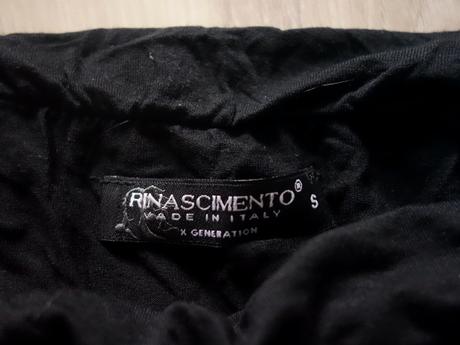 RINASCIMENTO® S
MADE IN ITALY
X GENERATION